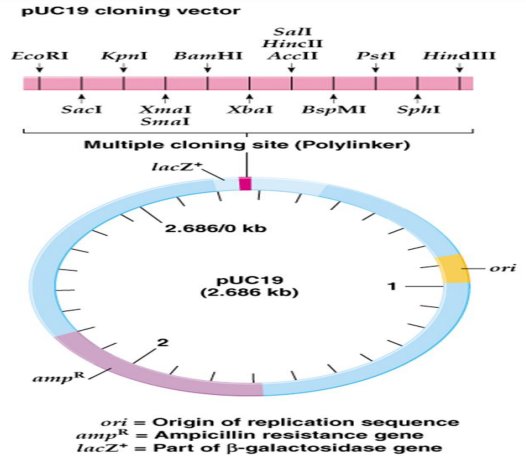 pUC19 cloning vector
SalI
HincII
EcoRI KpnI BamHI AccII PstI HindIII
SacI XmaI XbaI BspMI SphI
SmaI
Multiple cloning site (Polylinker)
lacZ+
2.686/0 kb
ori
pUC19
(2.686 kb)
1
2
ampR
ori = Origin of replication sequence
ampR = Ampicillin resistance gene
lacZ+ = Part of β-galactosidase gene